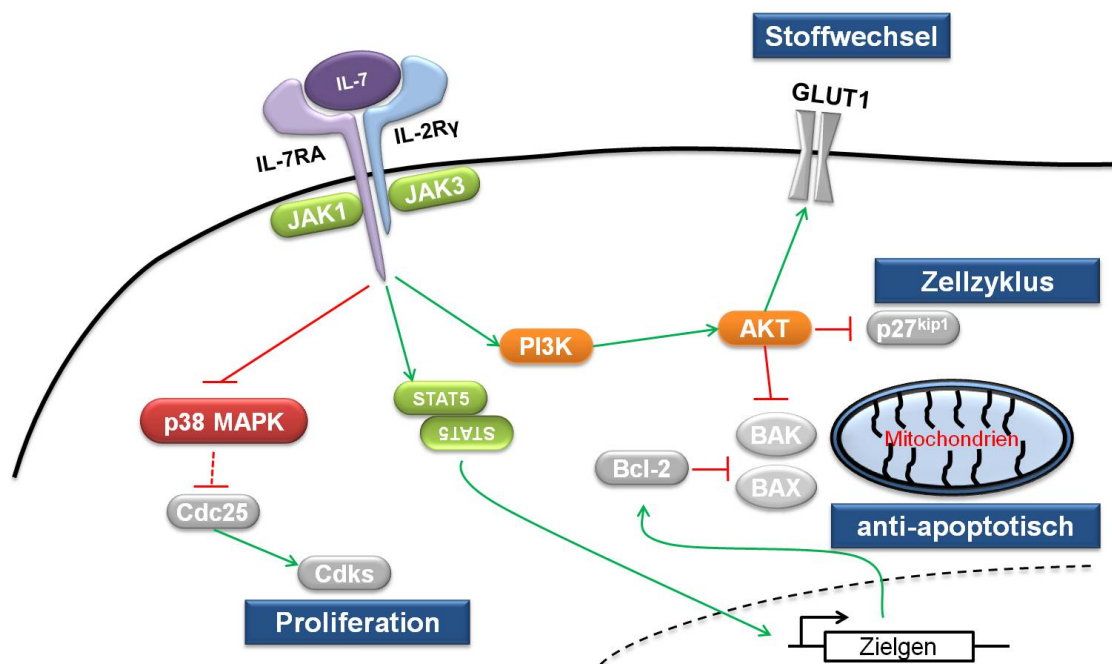 Stoffwechsel
GLUT1
IL-7
IL-2Rγ
IL-7RA
JAK1
JAK3
Zellzyklus
PI3K
AKT
p27kip1
STAT5
STAT5
p38 MAPK
BAK
Mitochondrien
Bcl-2
BAX
Cdc25
anti-apoptotisch
Cdks
Proliferation
Zielgen